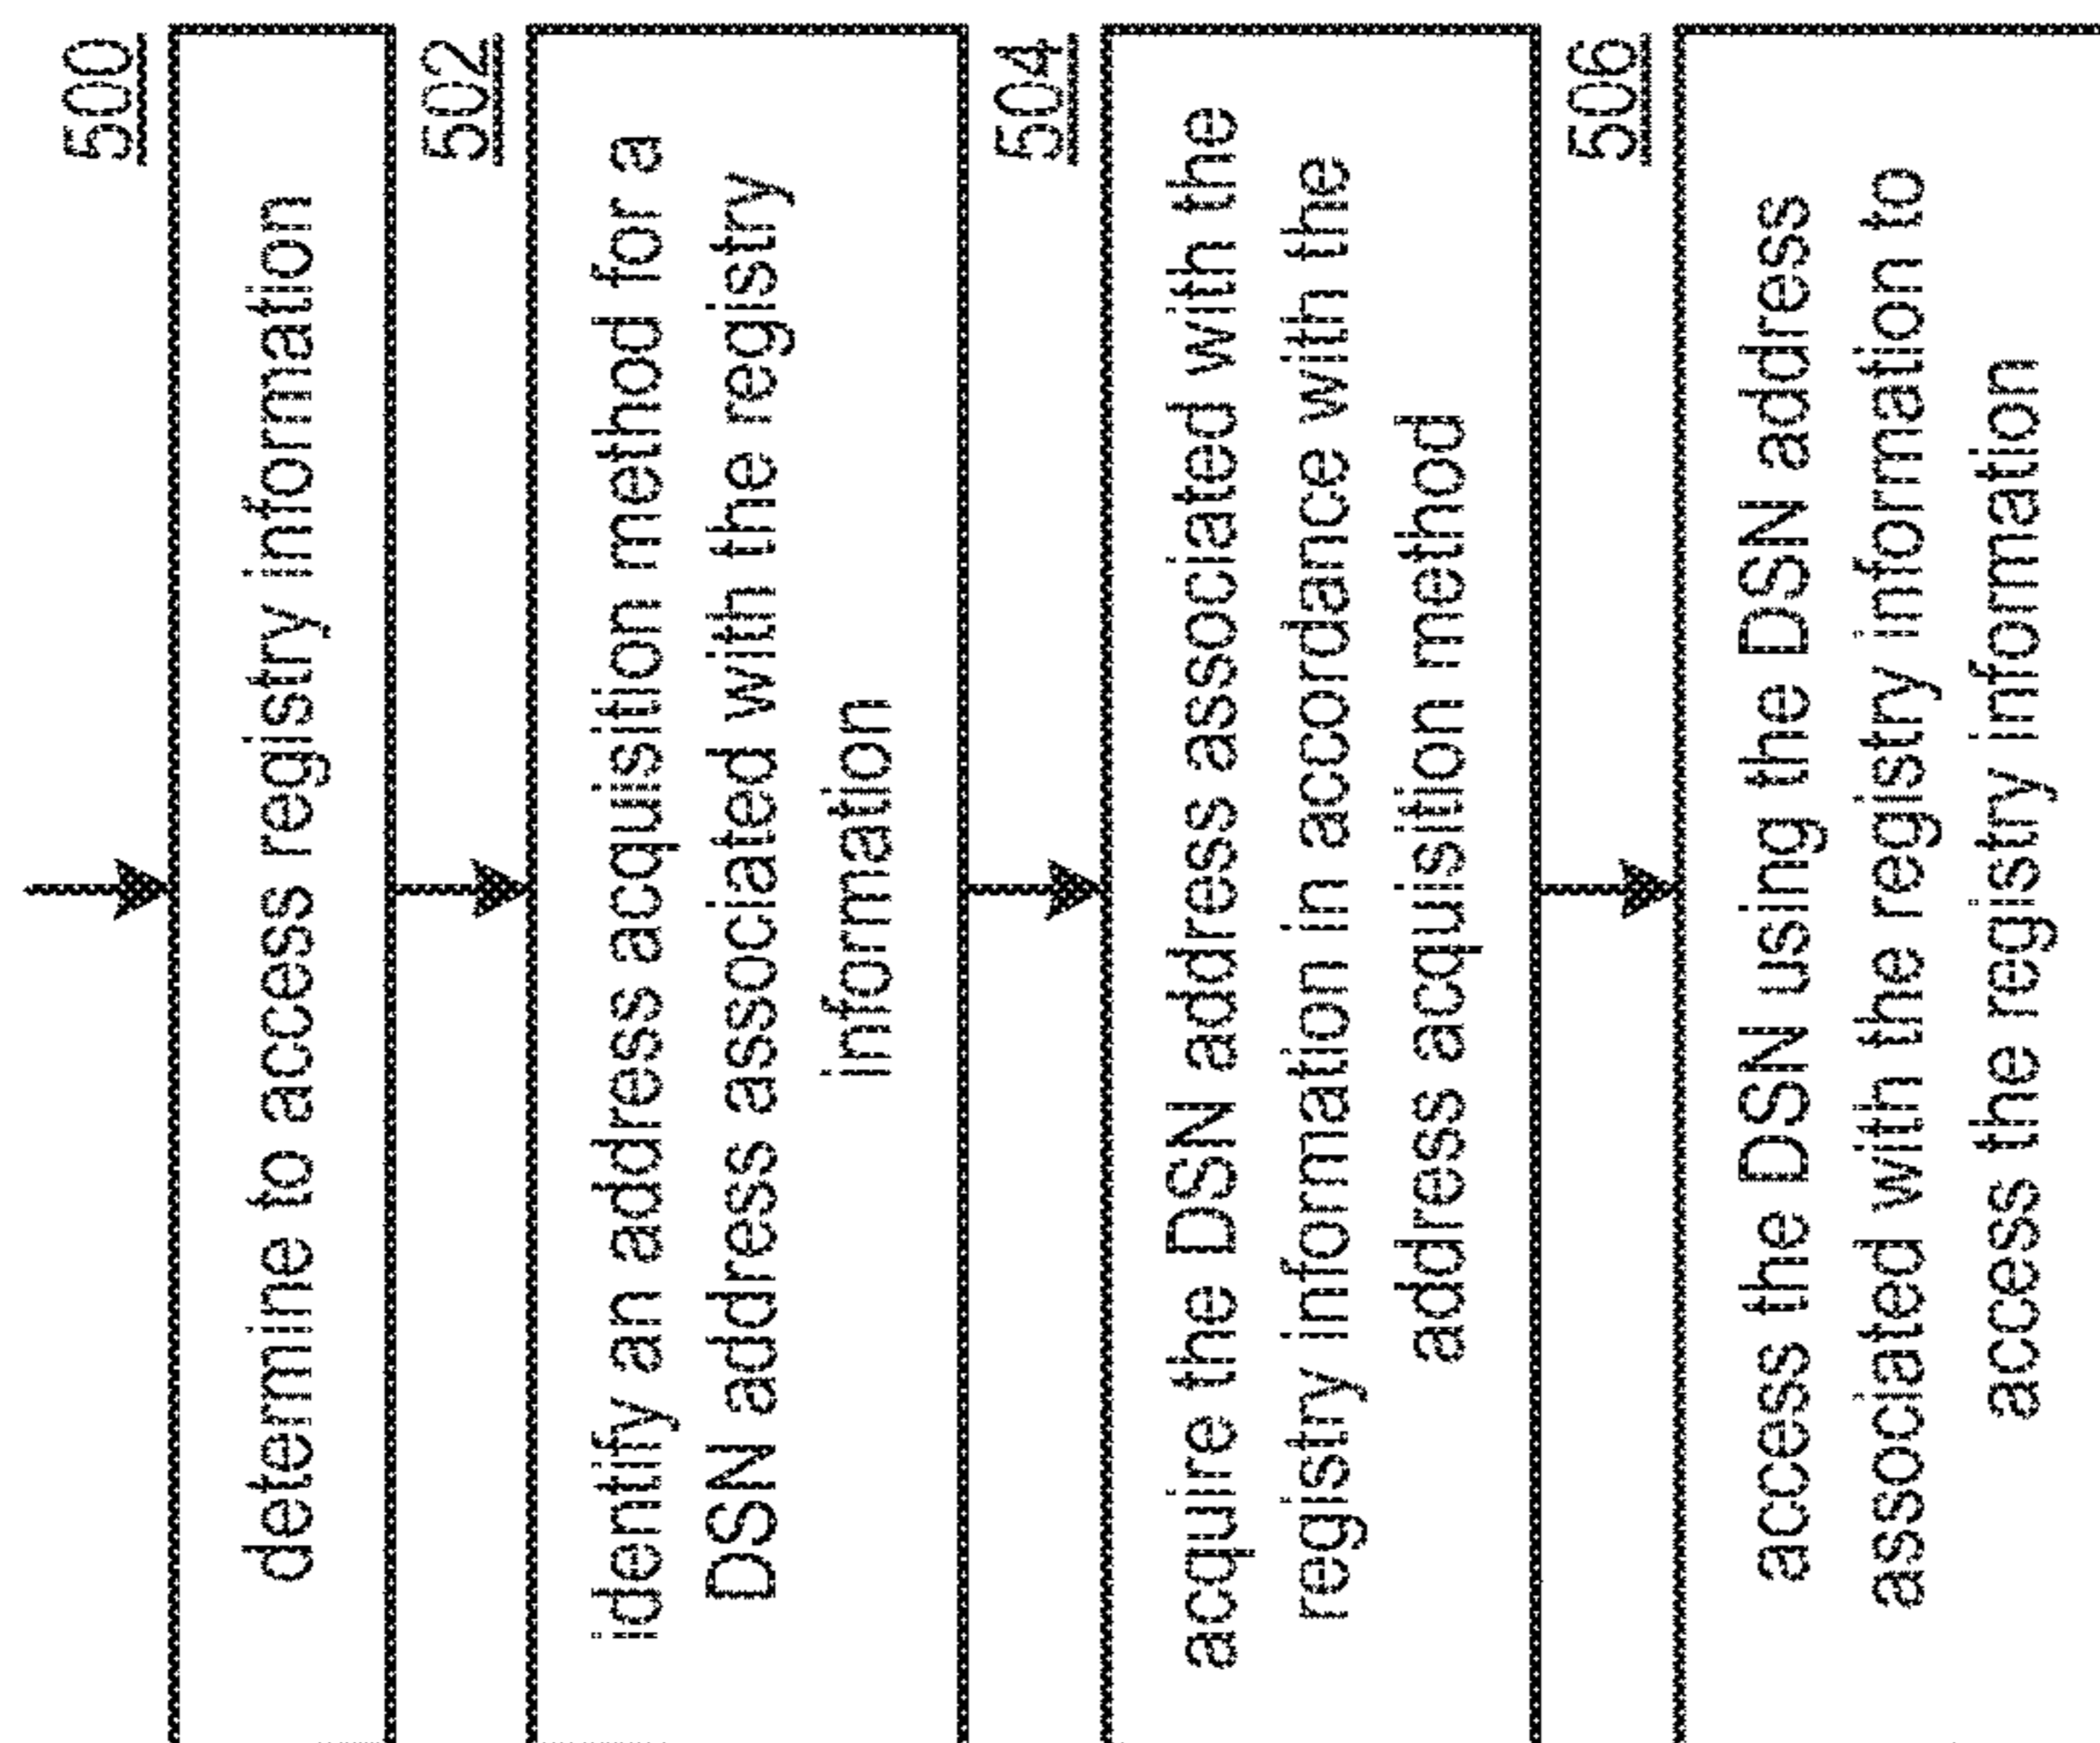 500
determine to access registry information
502
identify an address acquisition method for a
DSN address associated with the registry
information
504
acquire the DSN address associated with the
registry information in accordance with the
address acquisition method
506
access the DSN using the DSN address
associated with the registry information to
access the registry information